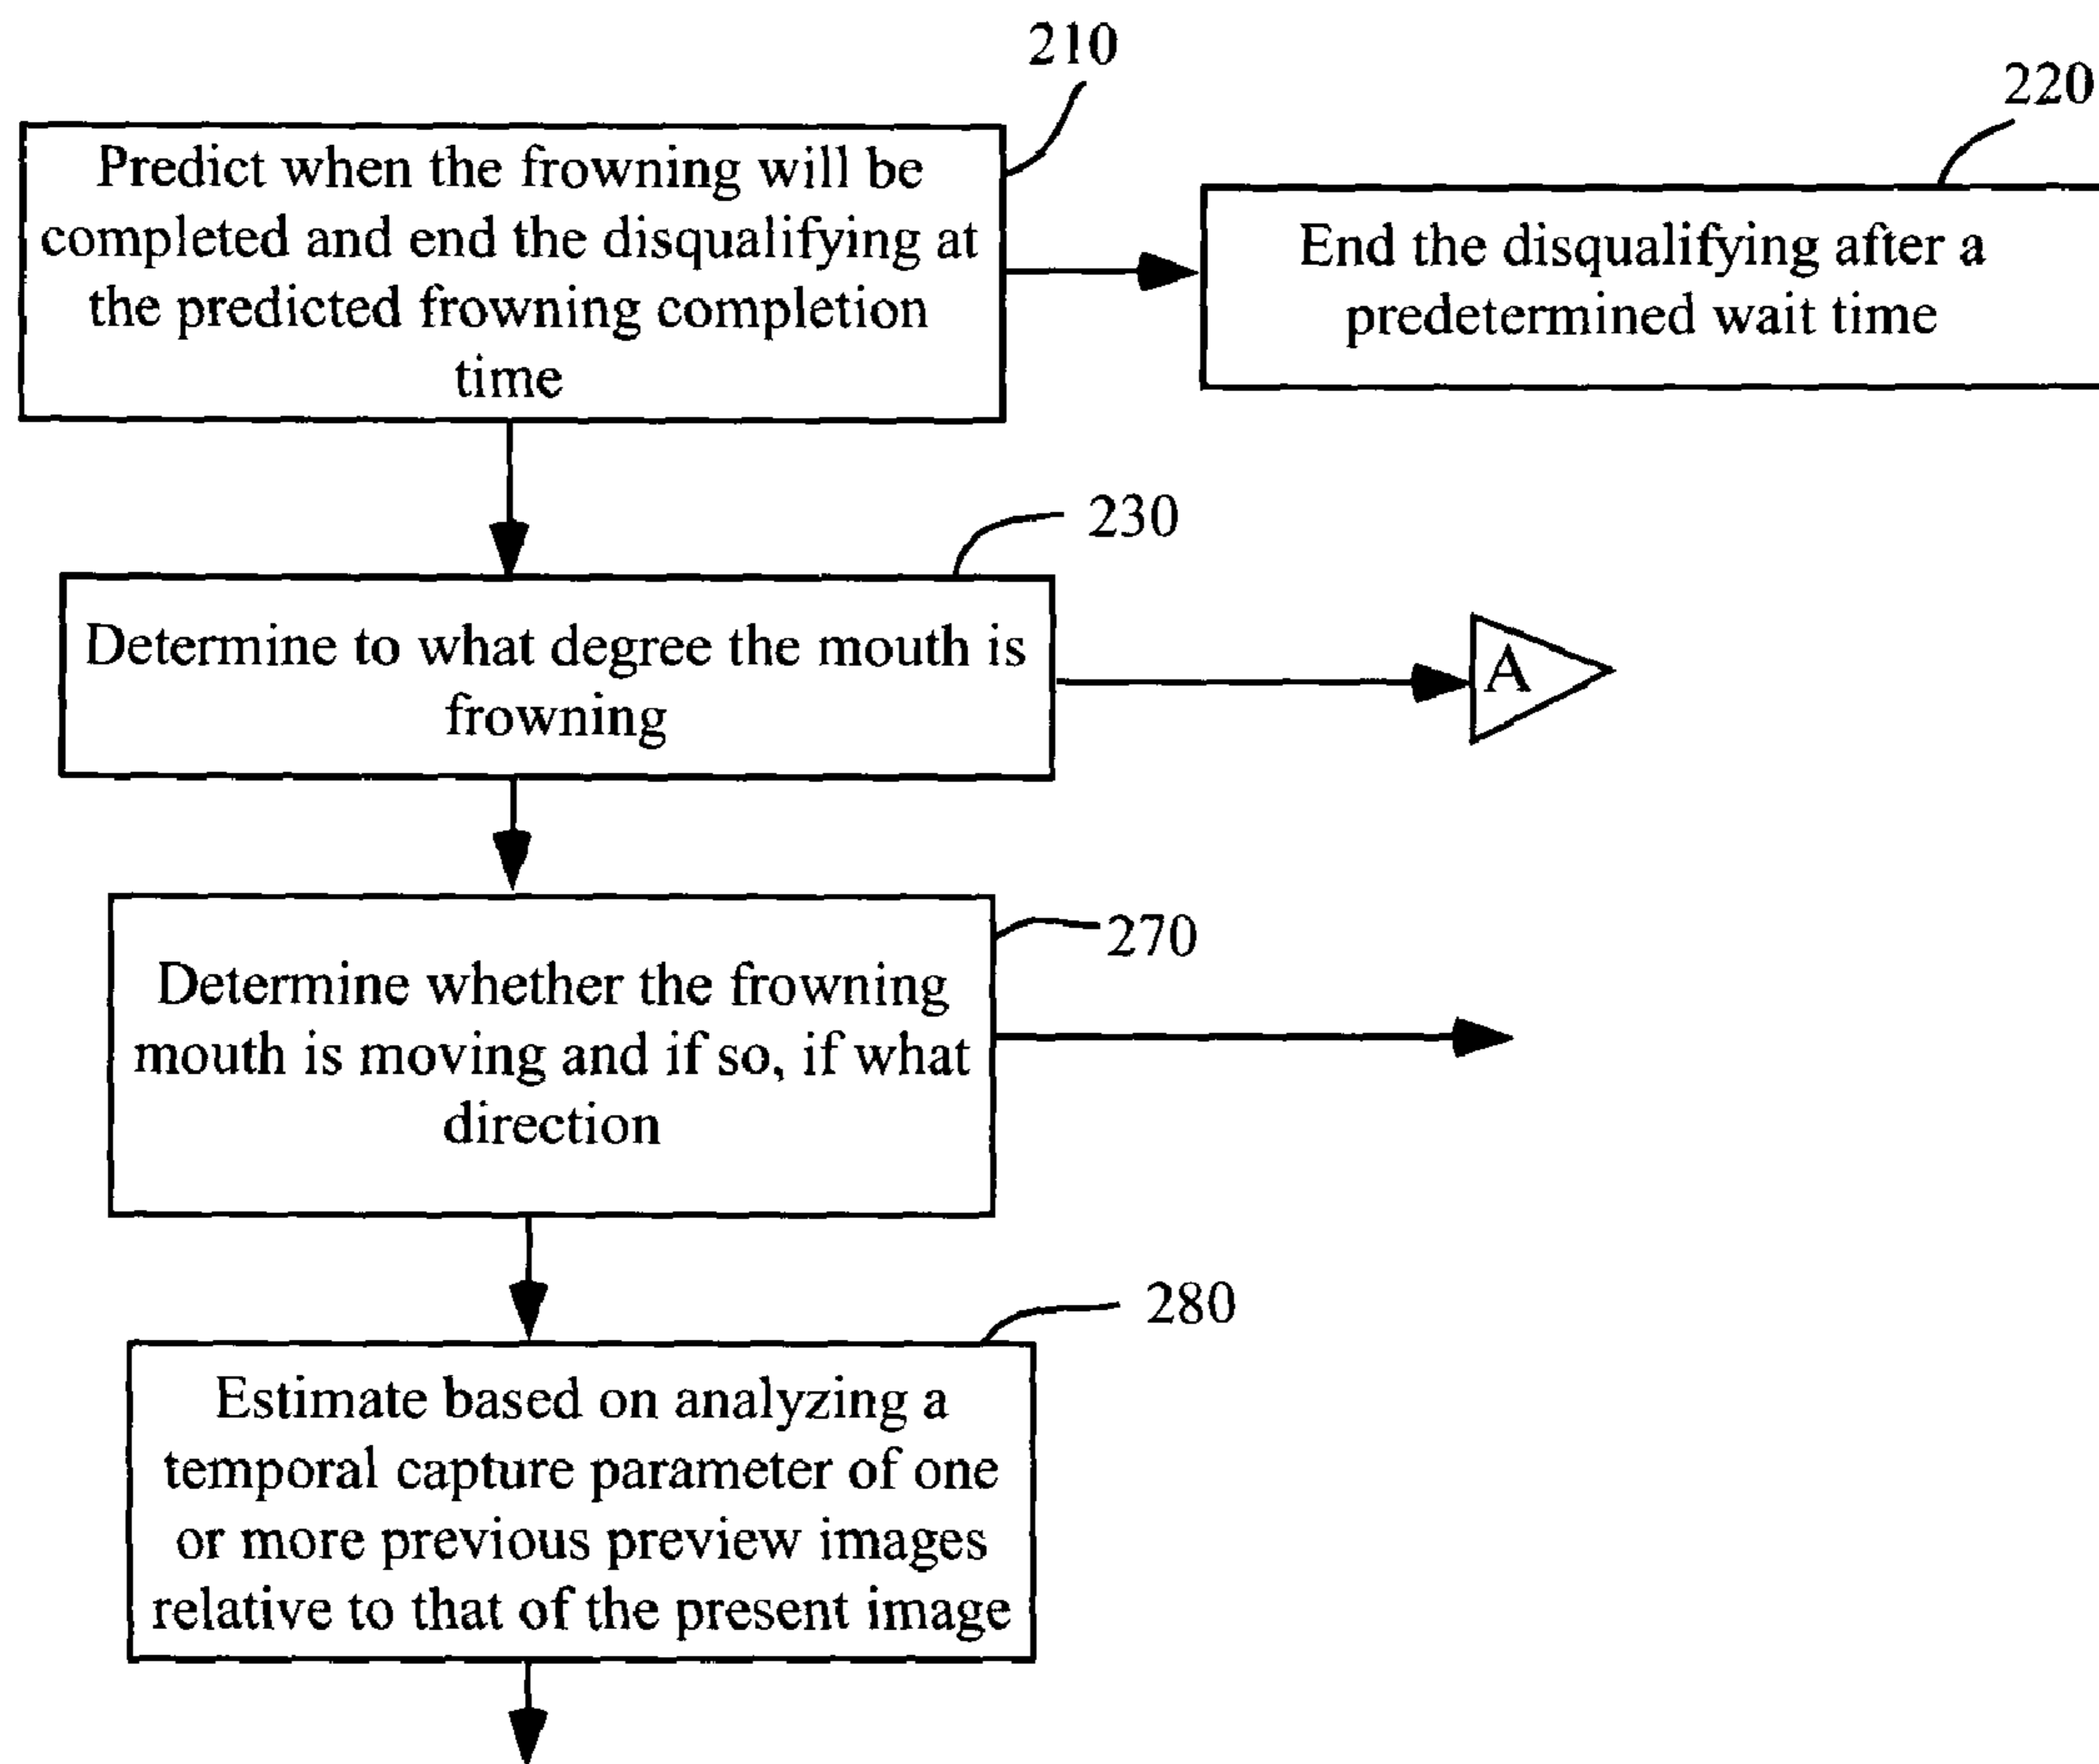 210
220
Predict when the frowning will be
completed and end the disqualifying at
the predicted frowning completion
time
End the disqualifying after a
predetermined wait time
230
Determine to what degree the mouth is
frowning
A
270
Determine whether the frowning
mouth is moving and if so, if what
direction
280
Estimate based on analyzing a
temporal capture parameter of one
or more previous preview images
relative to that of the present image